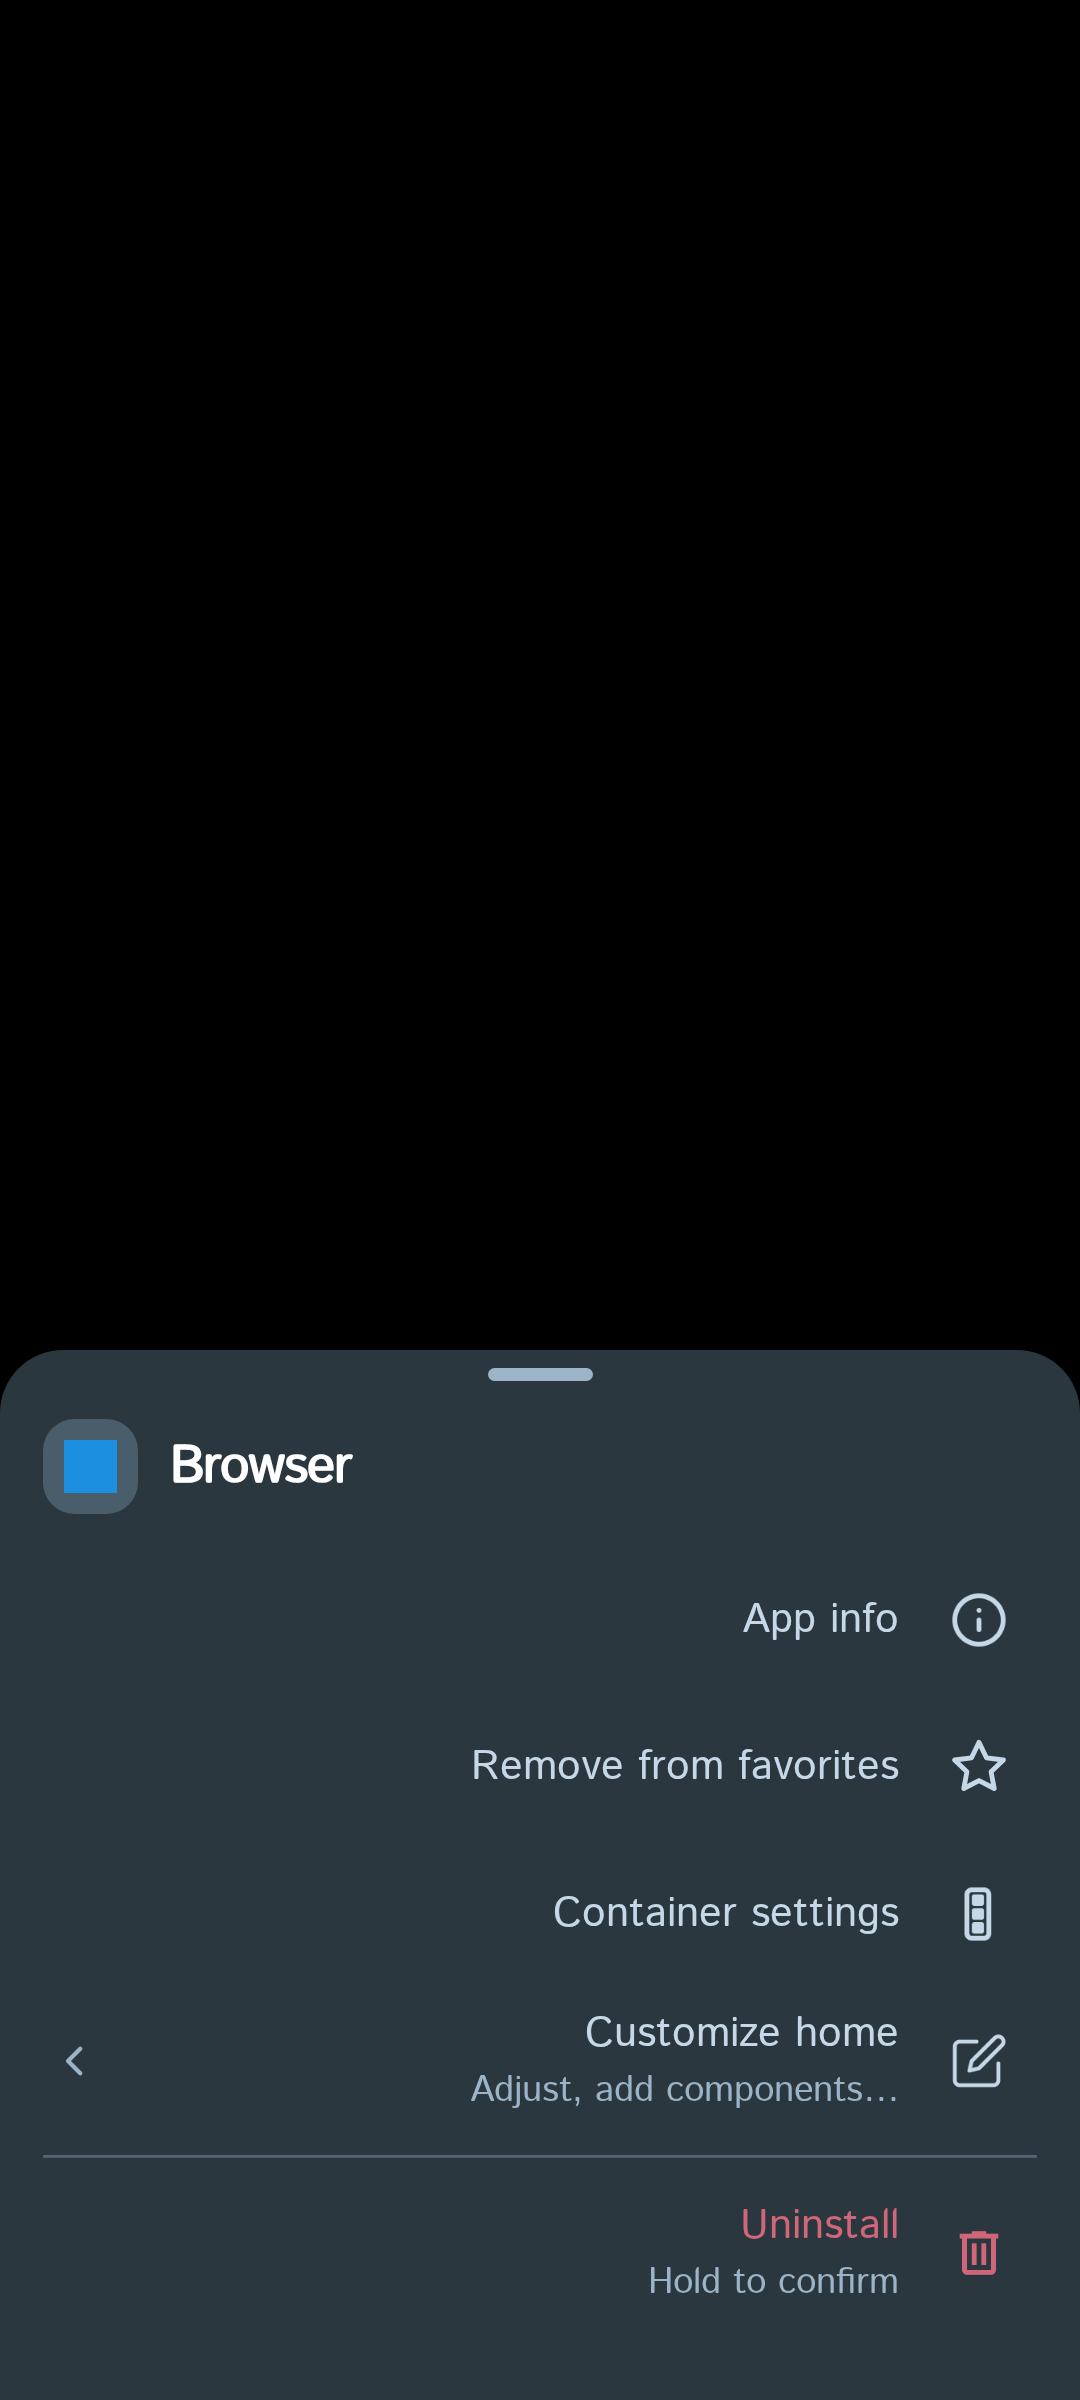 Browser
App info
Remove from favorites
Container settings
Customize home
Adjust, add components...
Uninstall
Hold to confirm